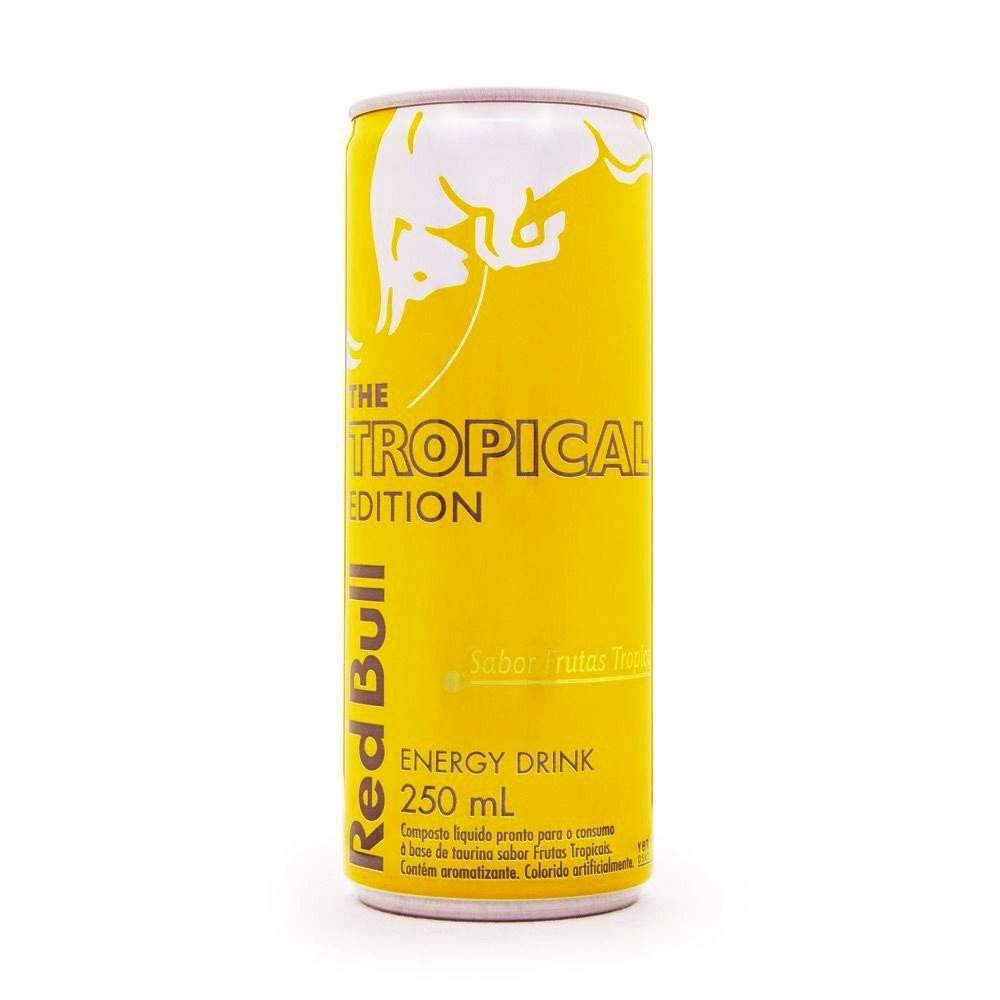 THE
TROPICAL
EDITION
Red Bull
Sabor Frutas
ENERGY DRINK
250 mL
Composto líquido pronto para o consumo
à base de taurina sabor Frutas Tropicais.
Contém aromatizante. Colorido artificialmente.